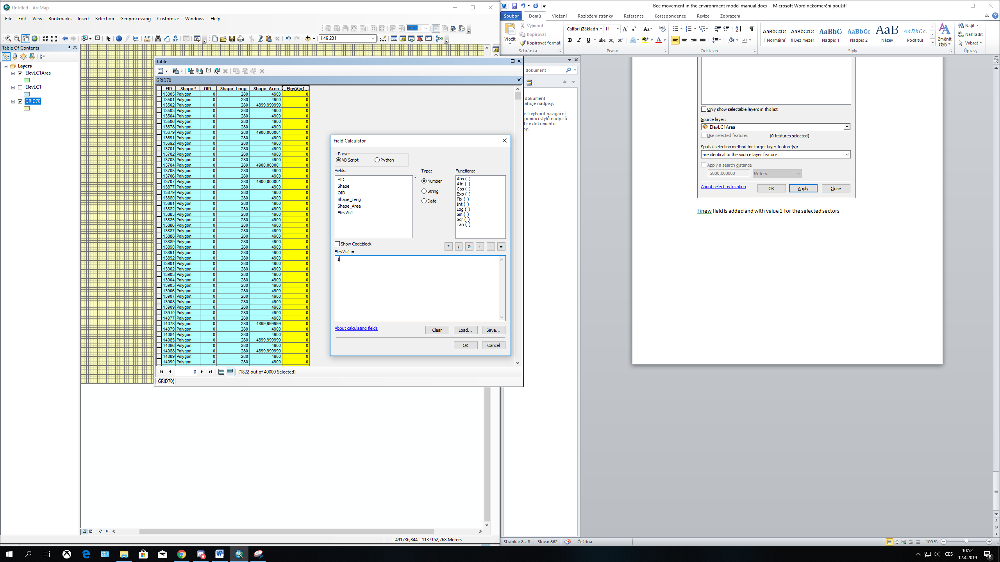 Untitled - ArcMap
File Edit View Bookmarks Insert Selection Geoprocessing Customize Windows Help
100%
1:46 231
Table Of Contents
Layers
ElevLC1Area
ElevLC1
GRID70
Table
GRID70
FID Shape * OID Shape_Leng Shape_Area ElevVis1
13305 Polygon 0 280 4900 0
13501 Polygon 0 280 4900 0
13502 Polygon 0 280 4899,999999 0
13503 Polygon 0 280 4900 0
13504 Polygon 0 280 4900 0
13506 Polygon 0 280 4900 0
13678 Polygon 0 280 4900 0
13679 Polygon 0 280 4900,000001 0
13691 Polygon 0 280 4900 0
13692 Polygon 0 280 4900 0
13701 Polygon 0 280 4900 0
13702 Polygon 0 280 4900 0
13703 Polygon 0 280 4900 0
13704 Polygon 0 280 4900,000001 0
13705 Polygon 0 280 4900 0
13706 Polygon 0 280 4900 0
13707 Polygon 0 280 4900,000001 0
13877 Polygon 0 280 4900 0
13879 Polygon 0 280 4900 0
13880 Polygon 0 280 4900 0
13881 Polygon 0 280 4900 0
13882 Polygon 0 280 4900 0
13883 Polygon 0 280 4900 0
13885 Polygon 0 280 4900 0
13886 Polygon 0 280 4900 0
13887 Polygon 0 280 4900 0
13888 Polygon 0 280 4900 0
13889 Polygon 0 280 4900 0
13890 Polygon 0 280 4900 0
13891 Polygon 0 280 4900 0
13892 Polygon 0 280 4900 0
13901 Polygon 0 280 4900 0
13902 Polygon 0 280 4900 0
13903 Polygon 0 280 4900 0
13904 Polygon 0 280 4900 0
13905 Polygon 0 280 4900 0
13906 Polygon 0 280 4900 0
13907 Polygon 0 280 4900 0
13908 Polygon 0 280 4900 0
13909 Polygon 0 280 4900 0
13910 Polygon 0 280 4900 0
14077 Polygon 0 280 4900 0
14078 Polygon 0 280 4899,999999 0
14079 Polygon 0 280 4900 0
14084 Polygon 0 280 4900 0
14085 Polygon 0 280 4899,999999 0
14086 Polygon 0 280 4900 0
14088 Polygon 0 280 4899,999999 0
14089 Polygon 0 280 4900 0
14090 Polygon 0 280 4900 0
0 (1822 out of 40000 Selected)
GRID70
Field Calculator
Parser
VB Script Python
Fields: Type: Functions:
FID
Shape
OID_
Shape_Leng
Shape_Area
ElevVis1
Number
String
Date
Abs ( )
Atn ( )
Cos ( )
Exp ( )
Fix ( )
Int ( )
Log ( )
Sin ( )
Sqr ( )
Tan ( )
Show Codeblock
* / & + - =
ElevVis1 =
1
About calculating fields Clear Load... Save...
OK Cancel
-491736,844 -1137152,768 Meters
Bee movement in the environment model manual.docx - Microsoft Word nekomerční použití
Soubor Domů Vložení Rozložení stránky Reference Korespondence Revize Zobrazení
Vložit
Vyjmout
Kopírovat
Kopírovat formát
Schránka
Calibri (Základn 11
Písmo
Odstavec
AaBbCcDc AaBbCcDc AaBbC AaBbCc AaB AaBbCc.
¶ Normální ¶ Bez mezer Nadpis 1 Nadpis 2 Název Podtitul
Změnit styly
Styly
Najít
Nahradit
Vybrat
Úpravy
dokument
dokument
sahuje nadpisy.
e-li vytvořit navigační
pomocí stylů nadpisů
te v dokumentu
sy.
Only show selectable layers in this list
Source layer:
ElevLC1Area
Use selected features (0 features selected)
Spatial selection method for target layer feature(s):
are identical to the source layer feature
Apply a search distance
2000,000000 Meters
About select by location OK Apply Close
f)new field is added and with value 1 for the selected sectors
Stránka: 8 z 8 Slova: 862 Čeština 100 %
CES 10:52
12.4.2019
8